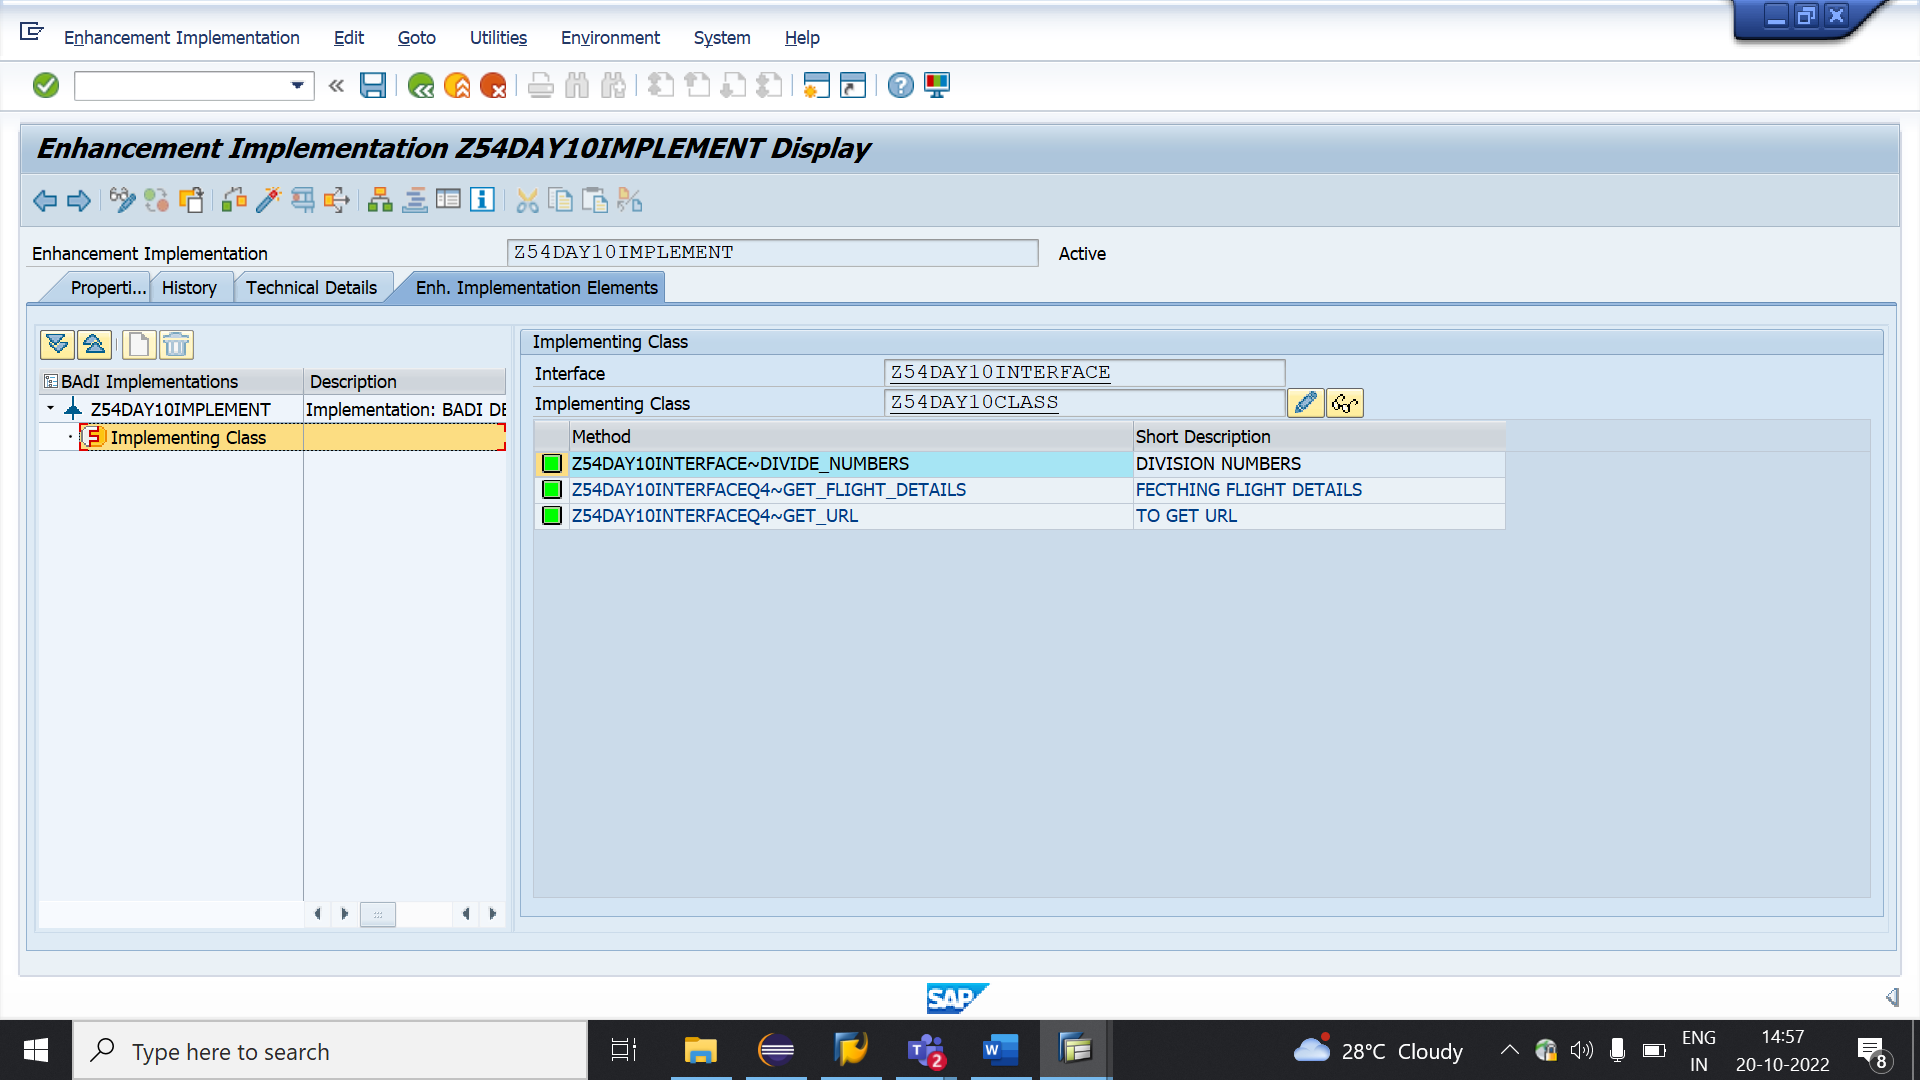 Enhancement Implementation Edit Goto Utilities Environment System Help
Enhancement Implementation Z54DAY10IMPLEMENT Display
Enhancement Implementation Z54DAY10IMPLEMENT Active
Properti... History Technical Details Enh. Implementation Elements
BAdI Implementations Description
Z54DAY10IMPLEMENT Implementation: BADI DE
Implementing Class
Implementing Class
Interface Z54DAY10INTERFACE
Implementing Class Z54DAY10CLASS
Method Short Description
Z54DAY10INTERFACE~DIVIDE_NUMBERS DIVISION NUMBERS
Z54DAY10INTERFACEQ4~GET_FLIGHT_DETAILS FECTHING FLIGHT DETAILS
Z54DAY10INTERFACEQ4~GET_URL TO GET URL
SAP
Type here to search
T 2
W
28°C Cloudy
ENG
IN
14:57
20-10-2022
8